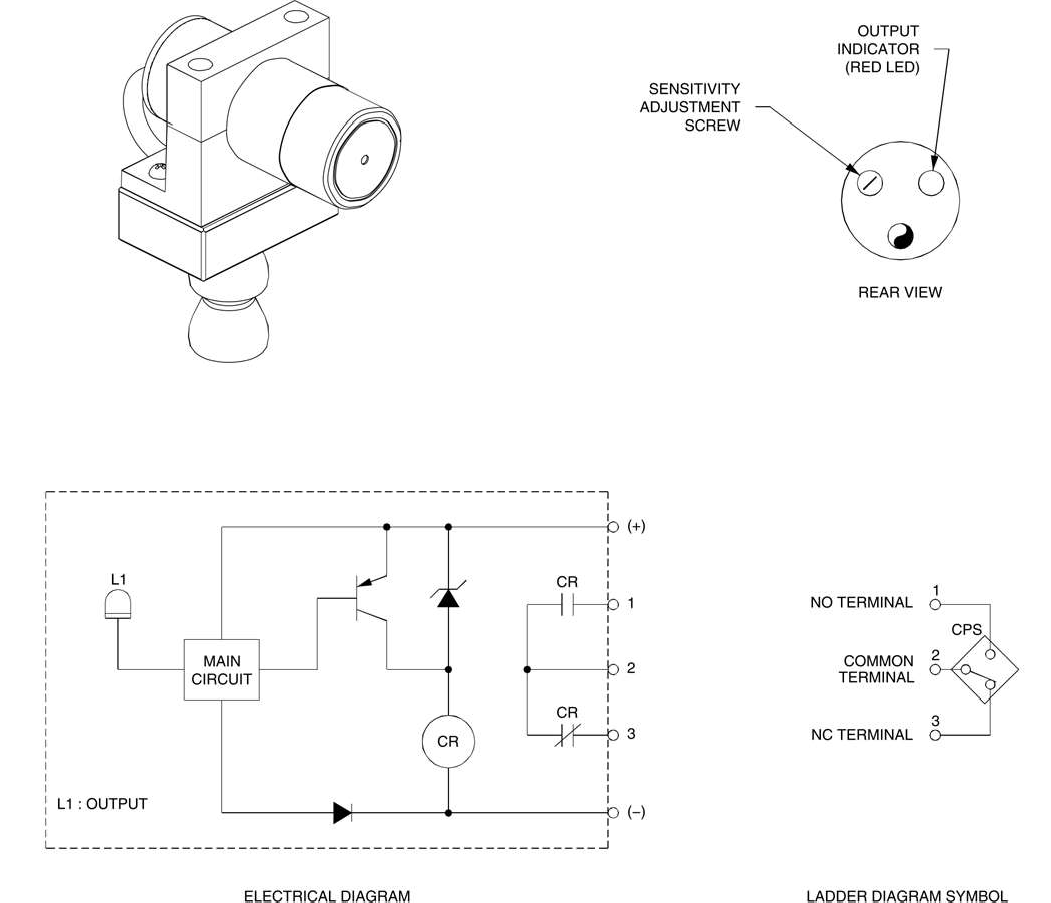 OUTPUT
INDICATOR
(RED LED)
SENSITIVITY
ADJUSTMENT
SCREW
REAR VIEW
(+)
L1
CR
1
MAIN
CIRCUIT
2
CR
3
CR
L1 : OUTPUT
(–)
ELECTRICAL DIAGRAM
1
NO TERMINAL
CPS
COMMON
TERMINAL
2
3
NC TERMINAL
LADDER DIAGRAM SYMBOL